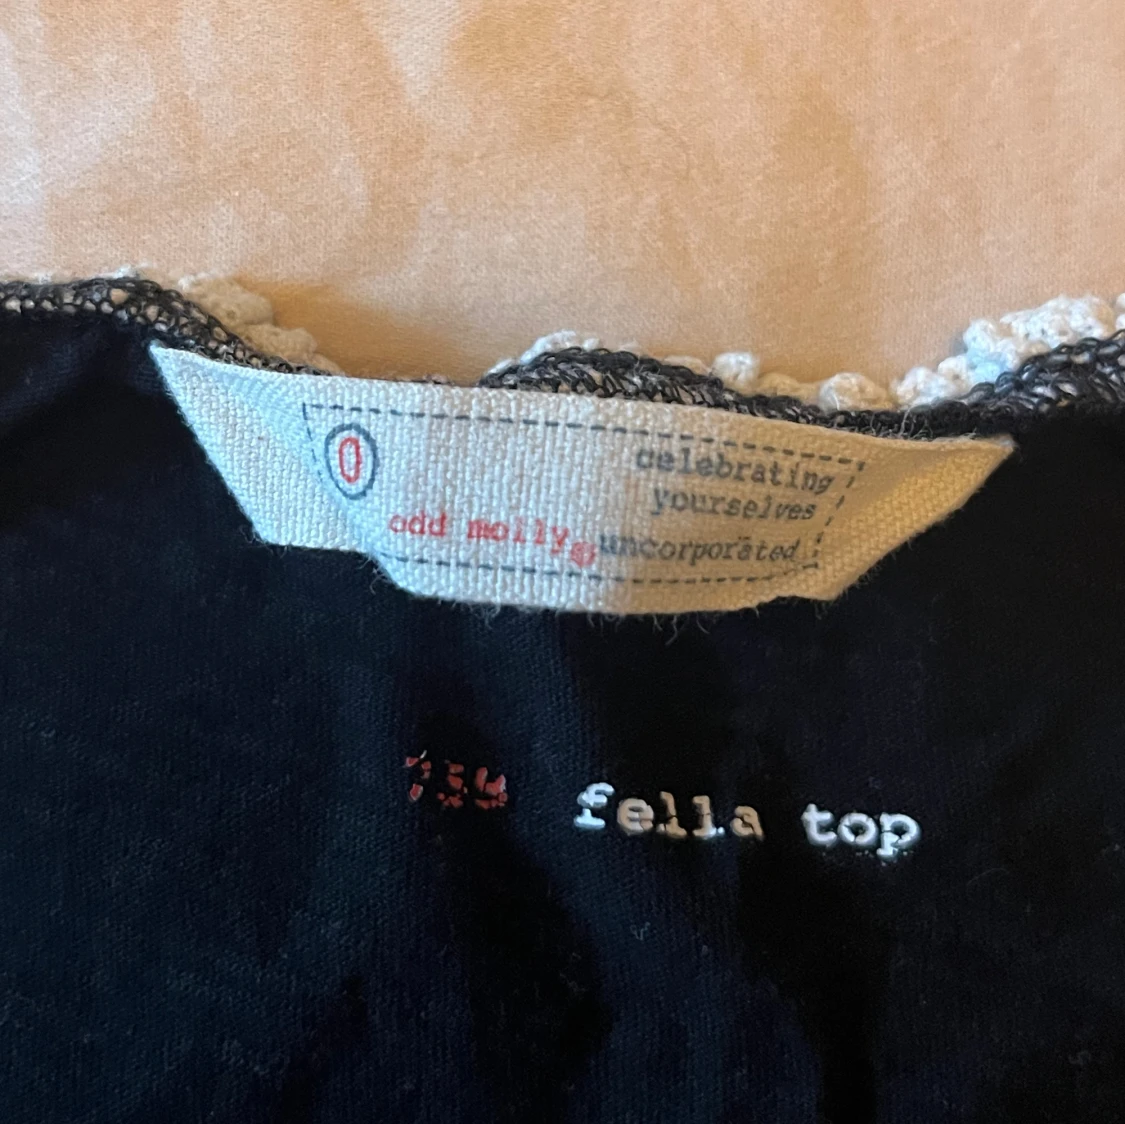 0
celebrating
yourselves
odd molly® uncorporated
fella top